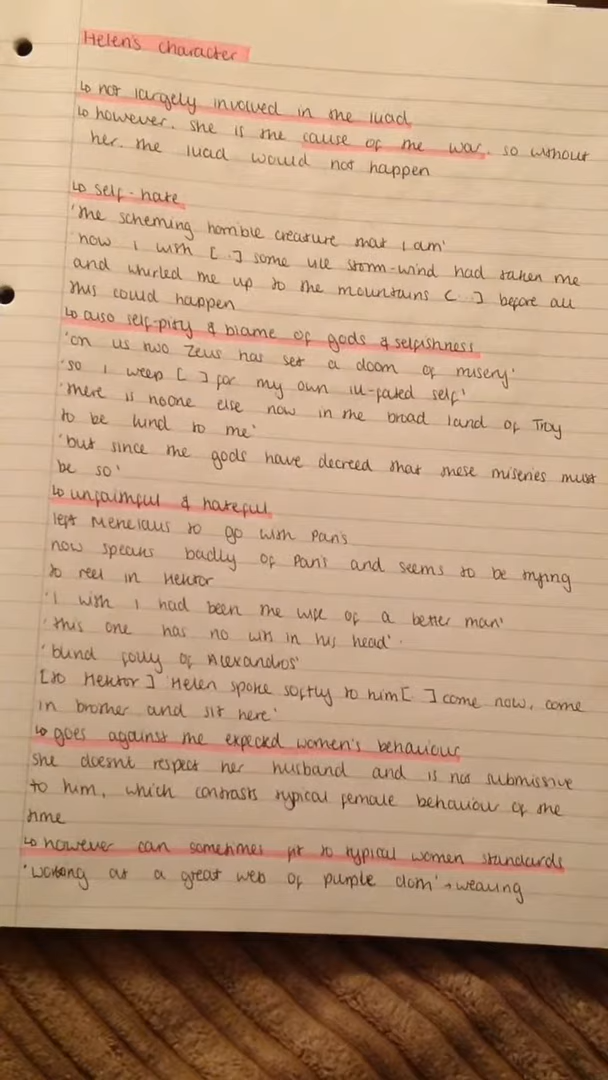 Helen's character
↳ not largely involved in the Iliad
↳ however, she is the cause of the war, so without
her, the Iliad would not happen
↳ self-hate
'the scheming horrible creature that I am'
'now I wish [..] some vile storm-wind had taken me
and whirled me up to the mountains [..] before all
this could happen
↳ also self-pity & blame of gods & selfishness
'on us two Zeus has set a doom of misery'
'so I weep [ ] for my own ill-fated self'
'there is noone else now in the broad land of Troy
to be kind to me'
'but since the gods have decreed that these miseries must
be so'
↳ unfaithful & hateful
left Menelaus to go with Paris
now speaks badly of Paris and seems to be trying
to reel in Hektor
'I wish I had been the wife of a better man'
'this one has no wits in his head'.
'blind folly of Alexandros'
[to Hektor] 'Helen spoke softly to him [ ] come now, come
in brother and sit here'
↳ goes against the expected women's behaviour
she doesnt respect her husband and is not submissive
to him, which contrasts typical female behaviour of the
time
↳ however can sometimes fit to typical women standards
'working at a great web of purple cloth' → weaving